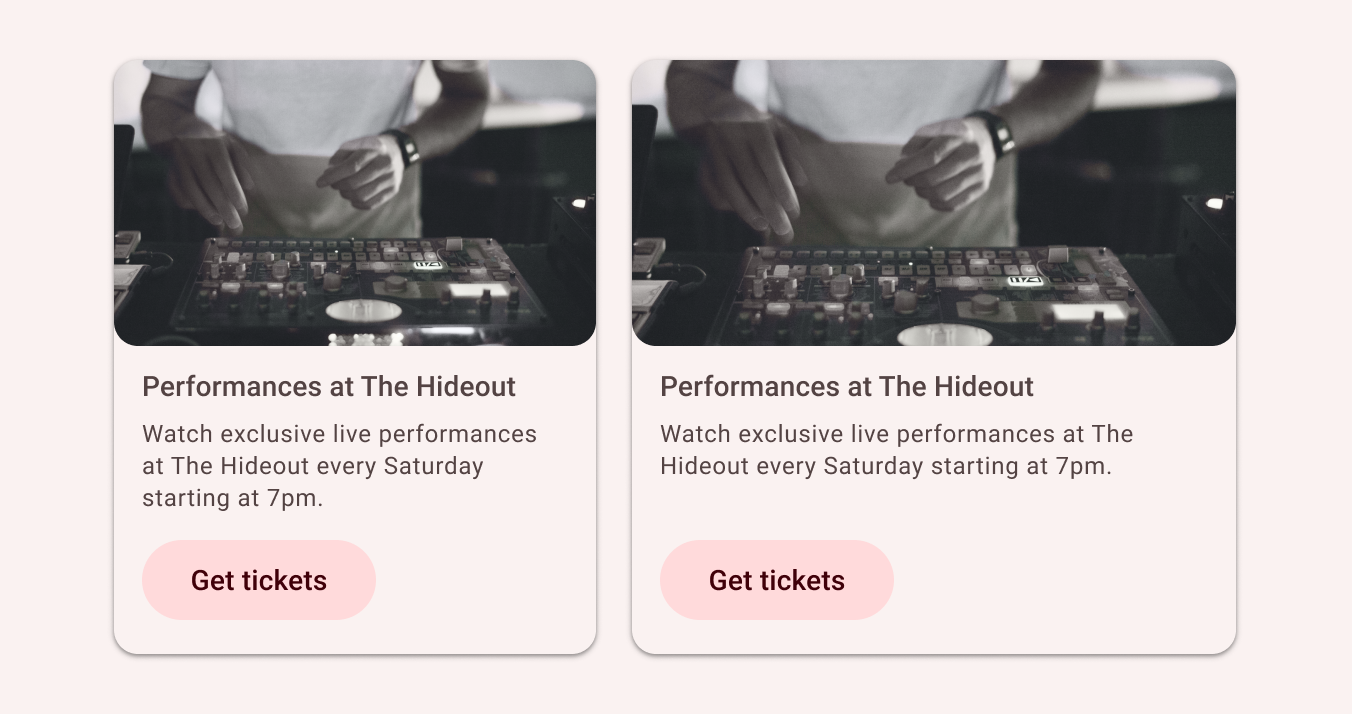 Performances at The Hideout
Watch exclusive live performances
at The Hideout every Saturday
starting at 7pm.
Get tickets
Performances at The Hideout
Watch exclusive live performances at The
Hideout every Saturday starting at 7pm.
Get tickets